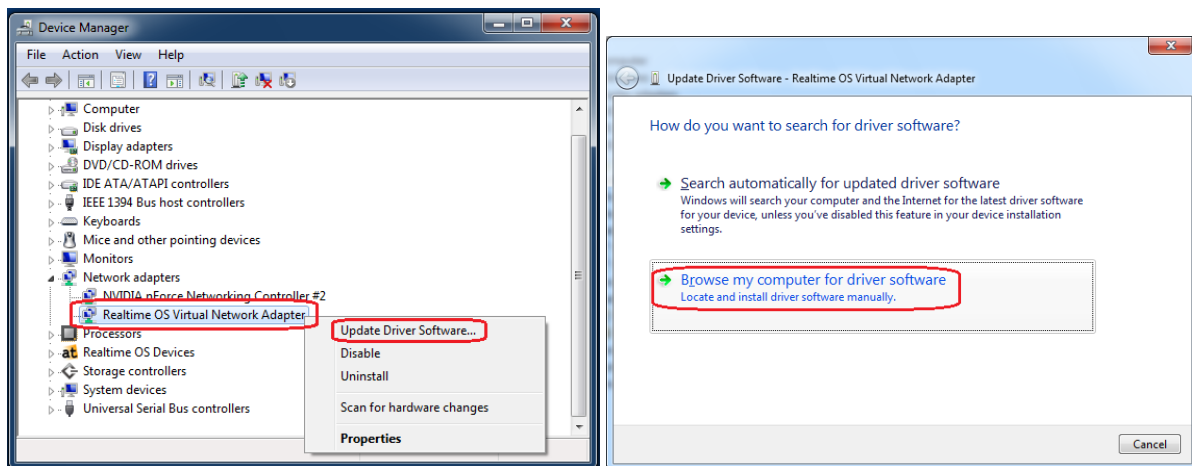 Device Manager
File Action View Help
Computer
Disk drives
Display adapters
DVD/CD-ROM drives
IDE ATA/ATAPI controllers
IEEE 1394 Bus host controllers
Keyboards
Mice and other pointing devices
Monitors
Network adapters
NVIDIA nForce Networking Controller #2
Realtime OS Virtual Network Adapter
Processors
at Realtime OS Devices
Storage controllers
System devices
Universal Serial Bus controllers
Update Driver Software...
Disable
Uninstall
Scan for hardware changes
Properties
Update Driver Software - Realtime OS Virtual Network Adapter
How do you want to search for driver software?
Search automatically for updated driver software
Windows will search your computer and the Internet for the latest driver software
for your device, unless you've disabled this feature in your device installation
settings.
Browse my computer for driver software
Locate and install driver software manually.
Cancel